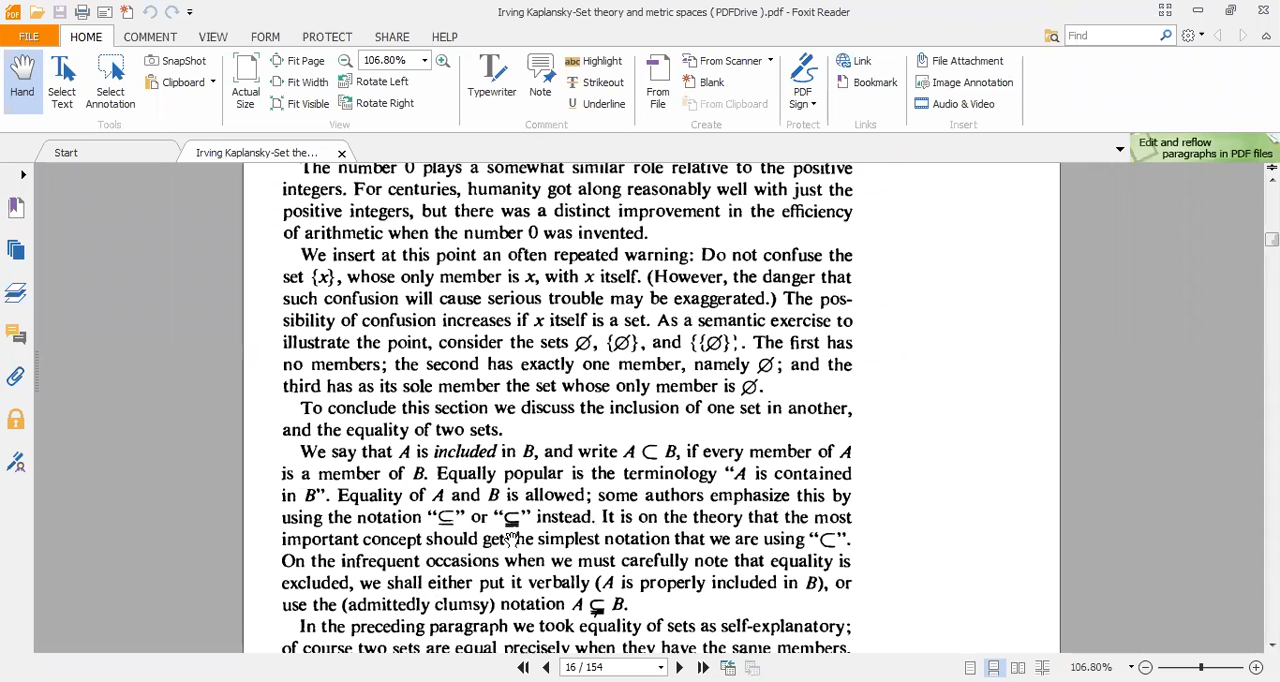 Irving Kaplansky-Set theory and metric spaces ( PDFDrive ).pdf - Foxit Reader
FILE HOME COMMENT VIEW FORM PROTECT SHARE HELP Find
Hand
Select Text
Select Annotation
SnapShot
Clipboard
Tools
Actual Size
Fit Page
Fit Width
Fit Visible
106.80%
Rotate Left
Rotate Right
View
Typewriter
Note
Highlight
Strikeout
Underline
Comment
From File
From Scanner
Blank
From Clipboard
Create
PDF Sign
Protect
Link
Bookmark
Links
File Attachment
Image Annotation
Audio & Video
Insert
Start
Irving Kaplansky-Set the...
Edit and reflow
paragraphs in PDF files
The number 0 plays a somewhat similar role relative to the positive
integers. For centuries, humanity got along reasonably well with just the
positive integers, but there was a distinct improvement in the efficiency
of arithmetic when the number 0 was invented.
We insert at this point an often repeated warning: Do not confuse the
set {x}, whose only member is x, with x itself. (However, the danger that
such confusion will cause serious trouble may be exaggerated.) The pos-
sibility of confusion increases if x itself is a set. As a semantic exercise to
illustrate the point, consider the sets ∅, {∅}, and {{∅}}. The first has
no members; the second has exactly one member, namely ∅; and the
third has as its sole member the set whose only member is ∅.
To conclude this section we discuss the inclusion of one set in another,
and the equality of two sets.
We say that A is included in B, and write A ⊂ B, if every member of A
is a member of B. Equally popular is the terminology “A is contained
in B”. Equality of A and B is allowed; some authors emphasize this by
using the notation “⊆” or “⫅” instead. It is on the theory that the most
important concept should get the simplest notation that we are using “⊂”.
On the infrequent occasions when we must carefully note that equality is
excluded, we shall either put it verbally (A is properly included in B), or
use the (admittedly clumsy) notation A ⫋ B.
In the preceding paragraph we took equality of sets as self-explanatory;
of course two sets are equal precisely when they have the same members.
16 / 154
106.80%